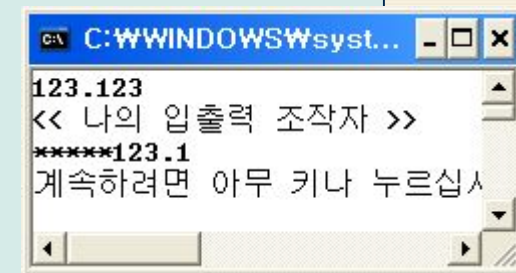 C:₩WINDOWS₩syst...
123.123
<< 나의 입출력 조작자 >>
*****123.1
계속하려면 아무 키나 누르십시